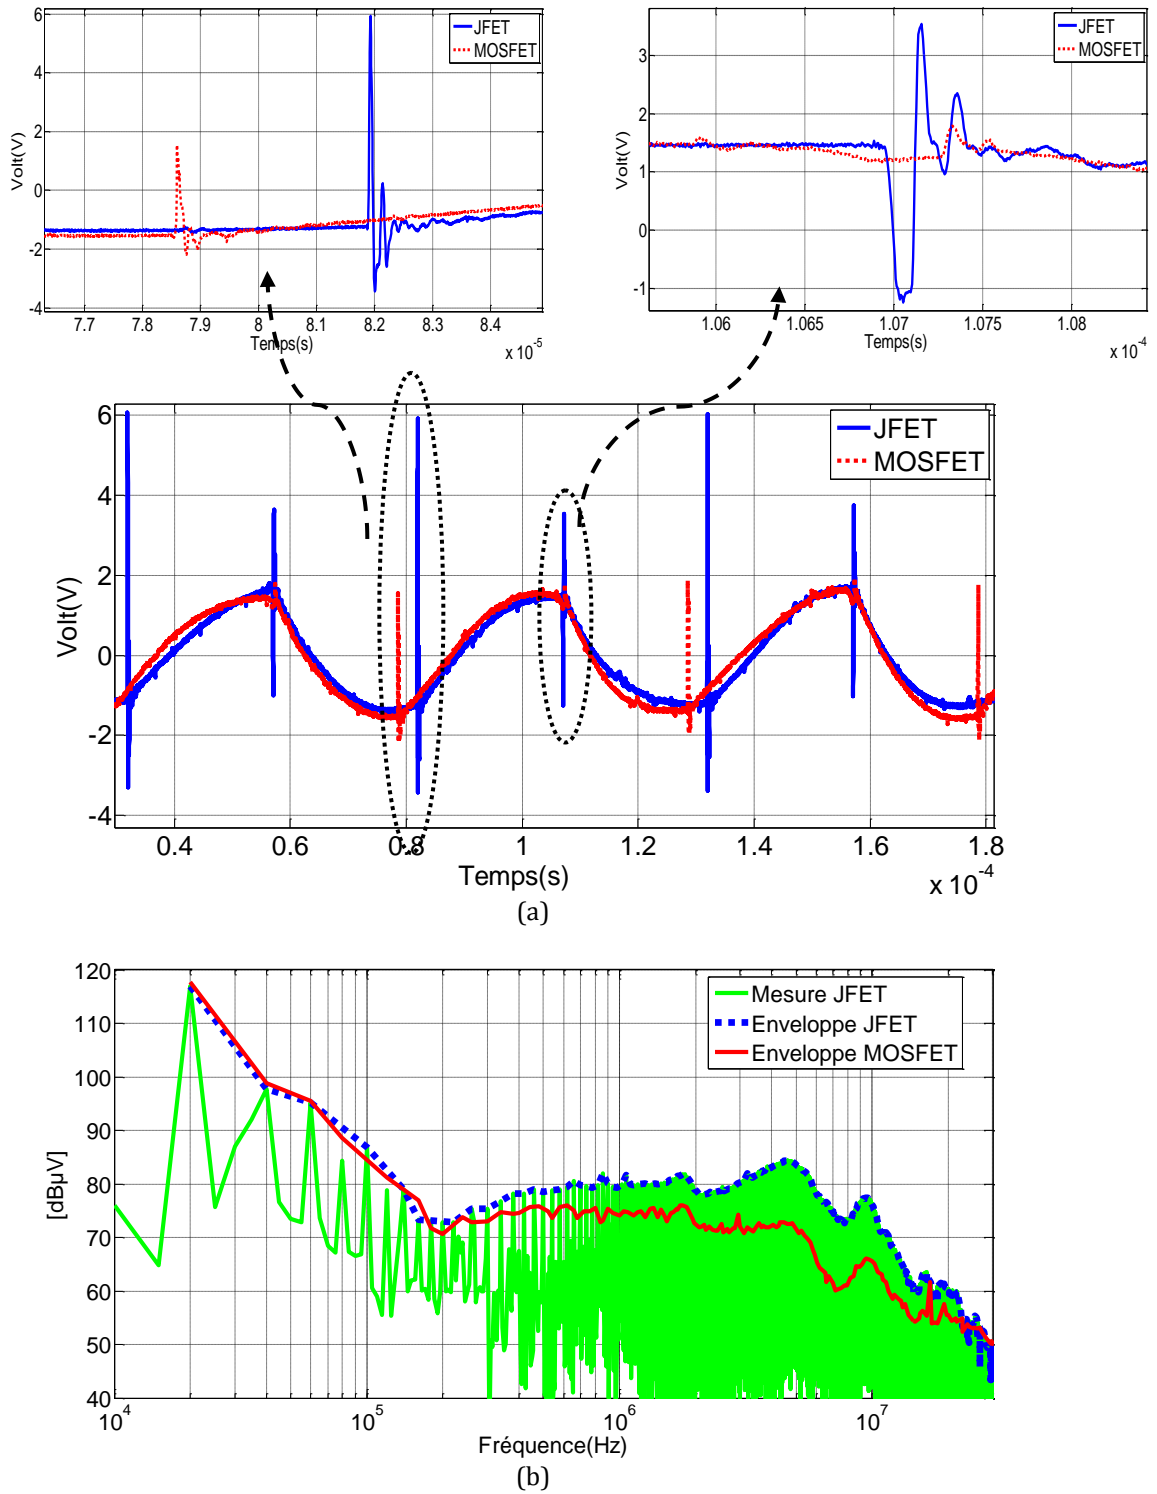 JFET
MOSFET
6
4
2
0
-2
-4
Volt(V)
7.7
7.8
7.9
8
8.1
8.2
8.3
8.4
Temps(s)
x 10-5
JFET
MOSFET
3
2
1
0
-1
Volt(V)
1.06
1.065
1.07
1.075
1.08
Temps(s)
x 10-4
JFET
MOSFET
6
4
2
0
-2
-4
Volt(V)
0.4
0.6
0.8
1
1.2
1.4
1.6
1.8
Temps(s)
x 10-4
(a)
Mesure JFET
Enveloppe JFET
Enveloppe MOSFET
120
110
100
90
80
70
60
50
40
[dBµV]
104
105
106
107
Fréquence(Hz)
(b)